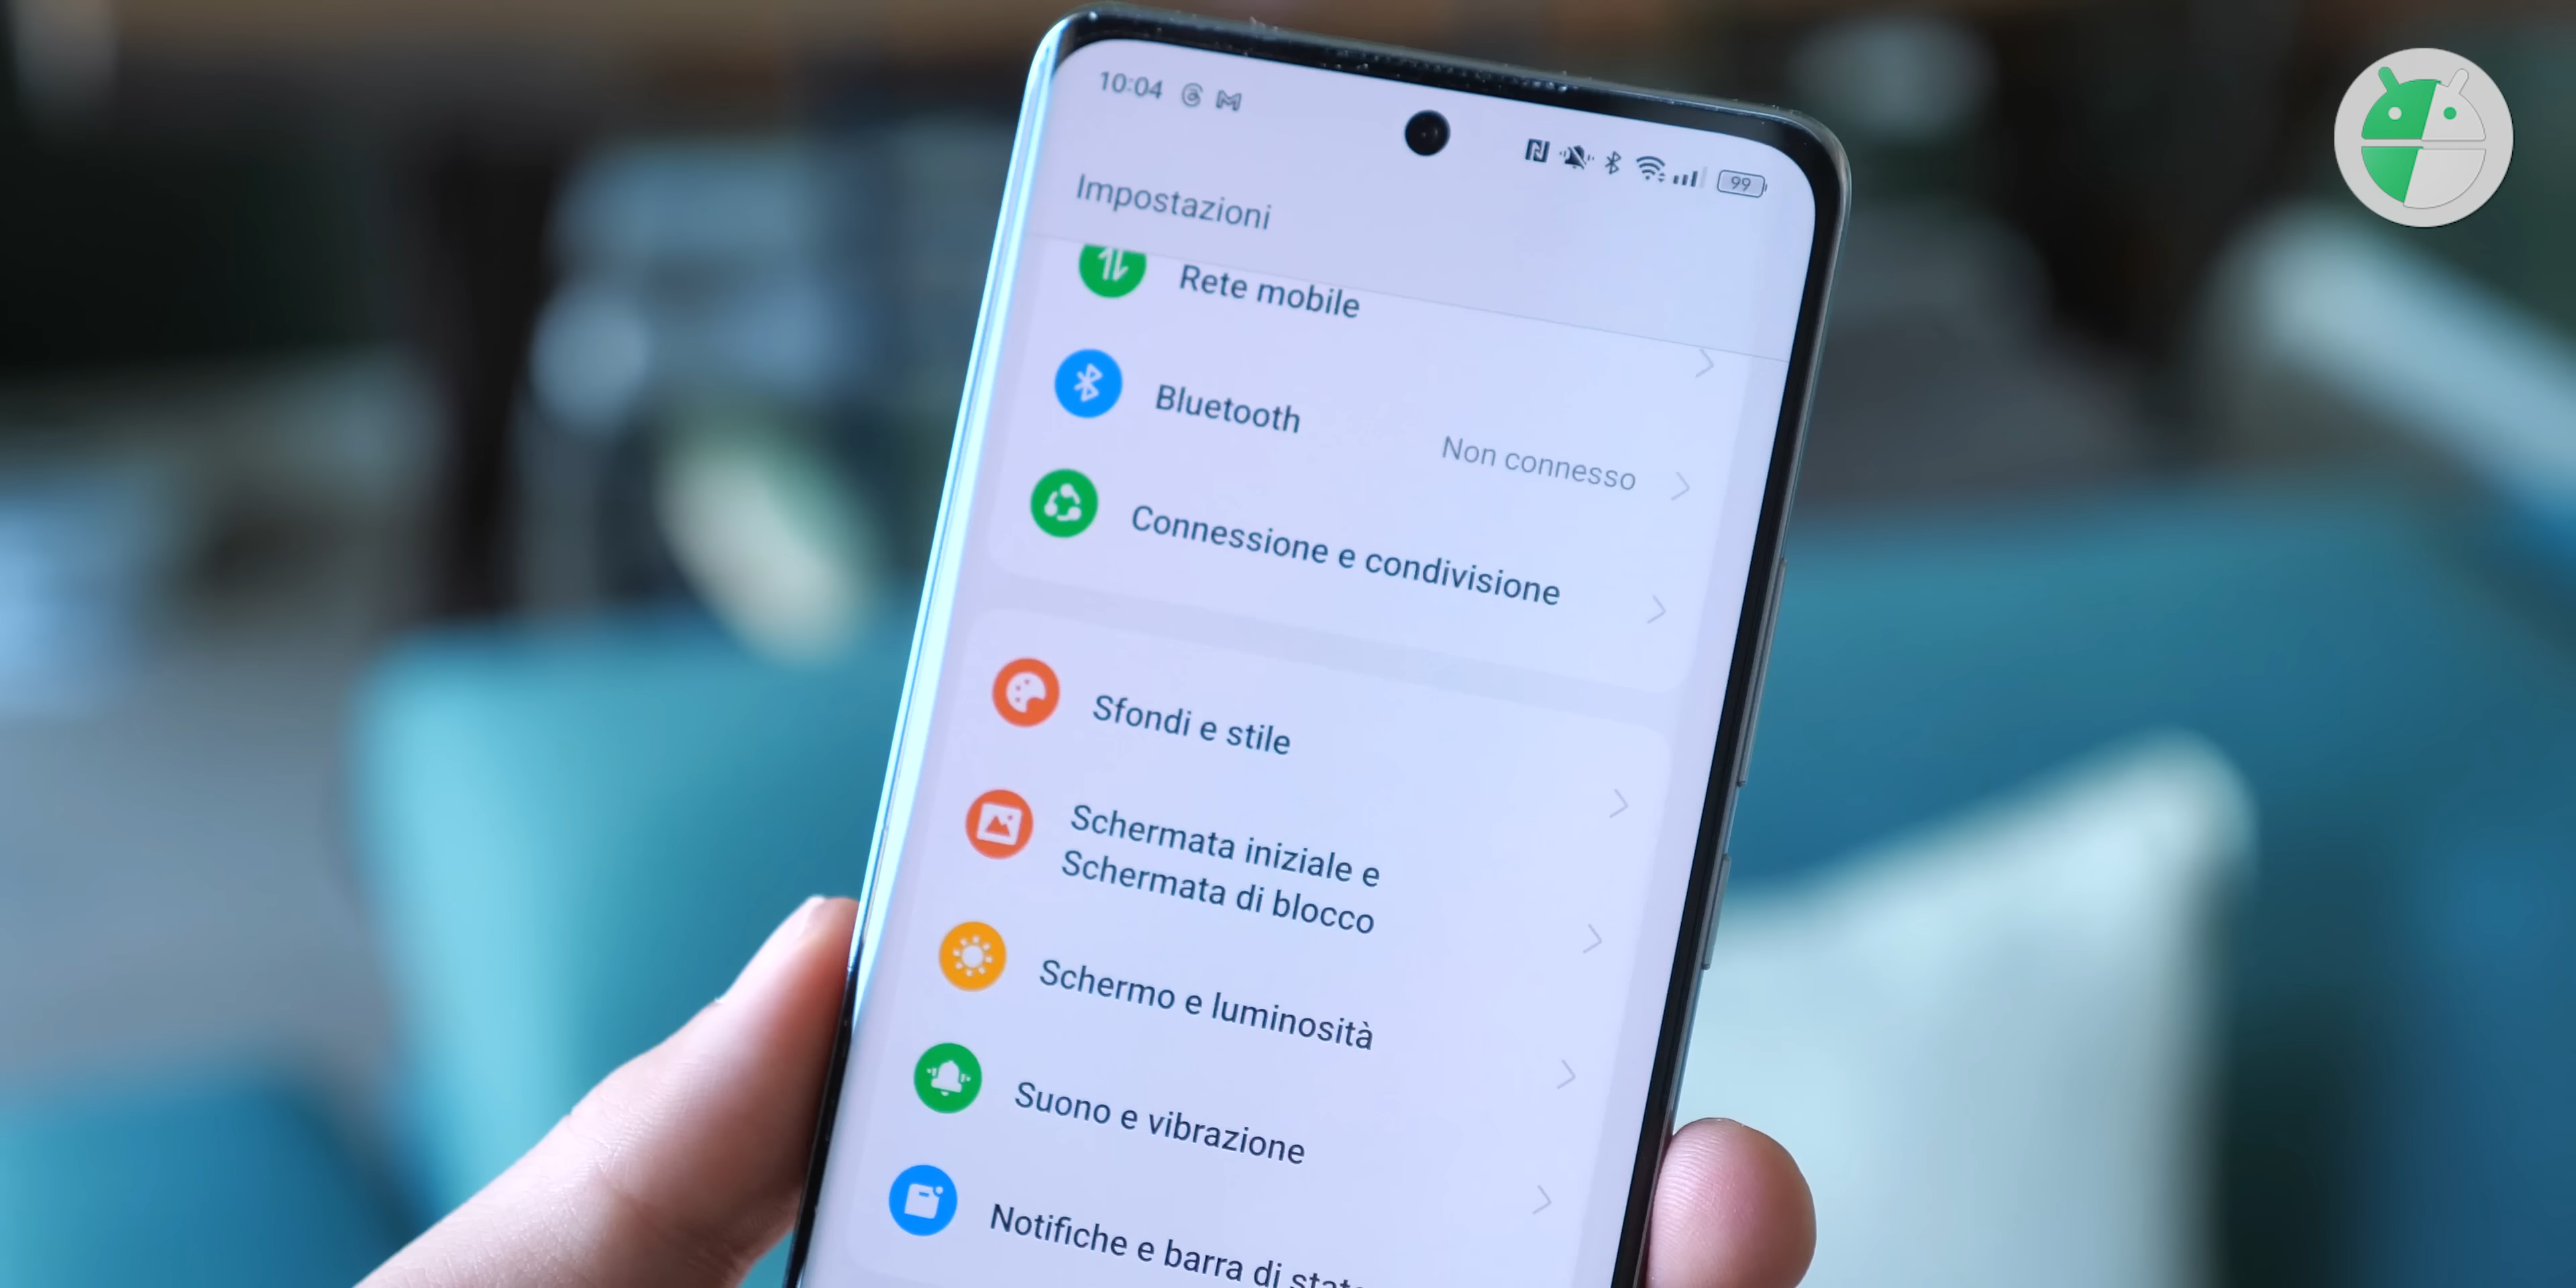 10:04
99
Impostazioni
Rete mobile
Bluetooth
Non connesso
Connessione e condivisione
Sfondi e stile
Schermata iniziale e
Schermata di blocco
Schermo e luminosità
Suono e vibrazione
Notifiche e barra di